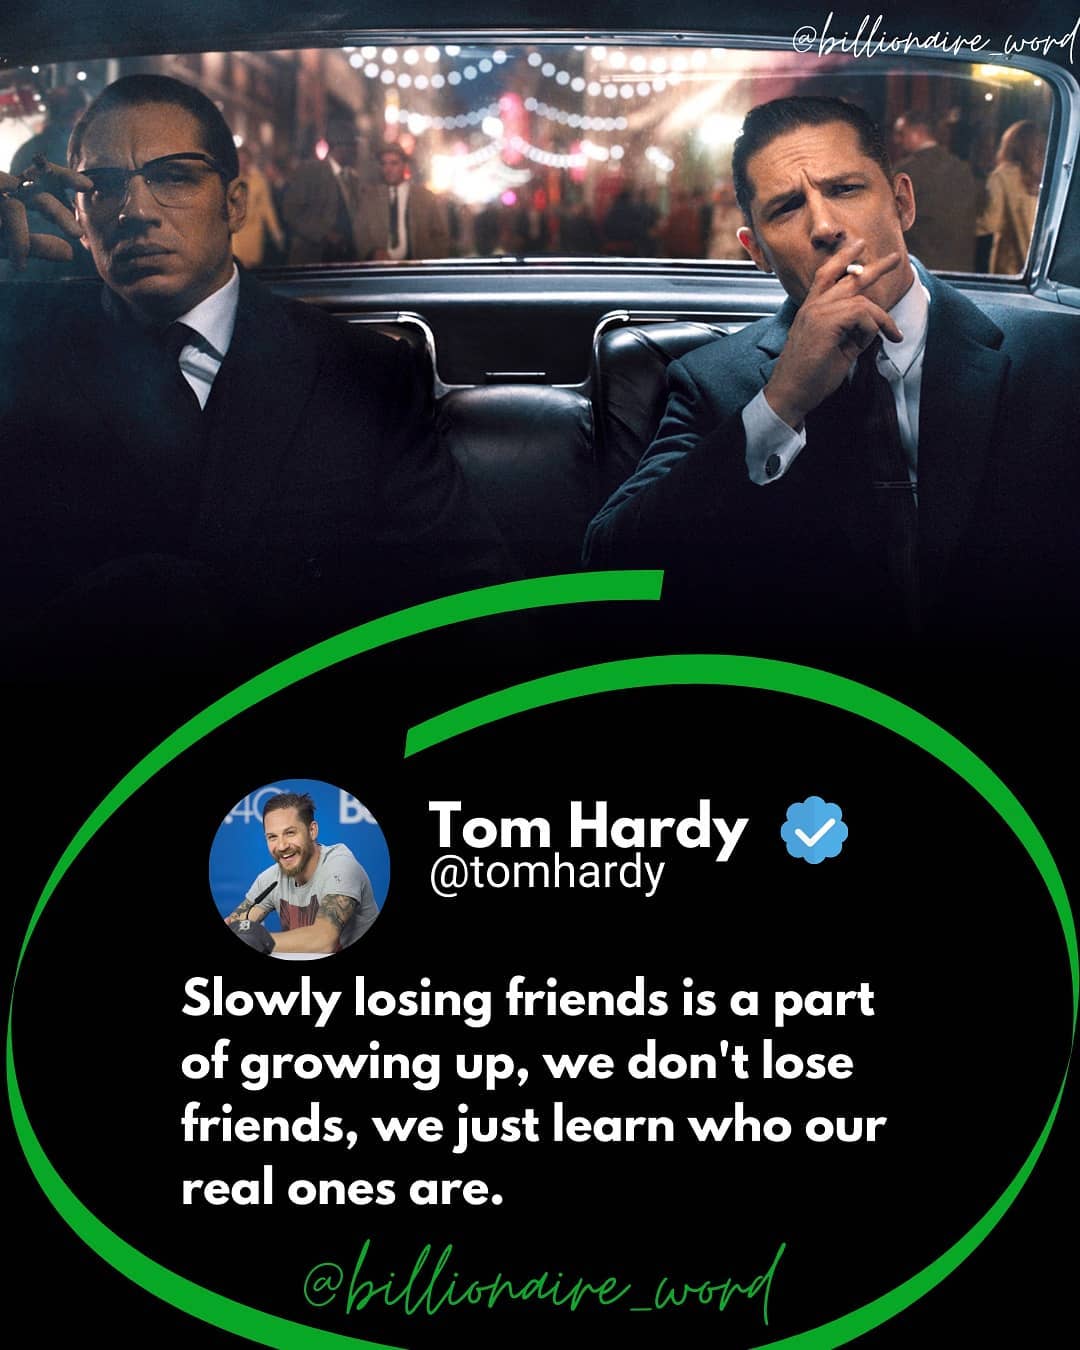 @billionaire_word
Tom Hardy
@tomhardy
Slowly losing friends is a part
of growing up, we don't lose
friends, we just learn who our
real ones are.
@billionaire_word